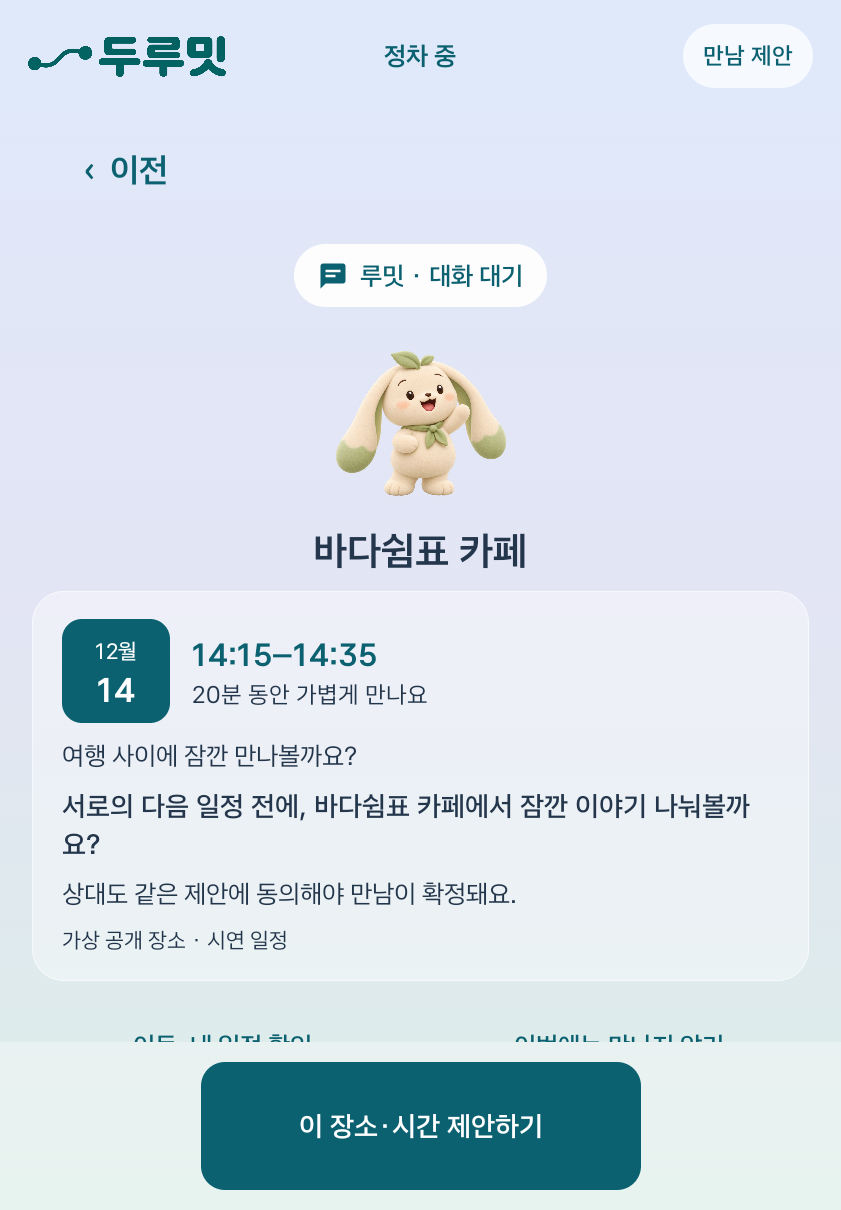 두루밋
정차 중
만남 제안
‹ 이전
루밋 · 대화 대기
바다쉼표 카페
12월
14
14:15–14:35
20분 동안 가볍게 만나요
여행 사이에 잠깐 만나볼까요?
서로의 다음 일정 전에, 바다쉼표 카페에서 잠깐 이야기 나눠볼까
요?
상대도 같은 제안에 동의해야 만남이 확정돼요.
가상 공개 장소 · 시연 일정
이 장소·시간 제안하기